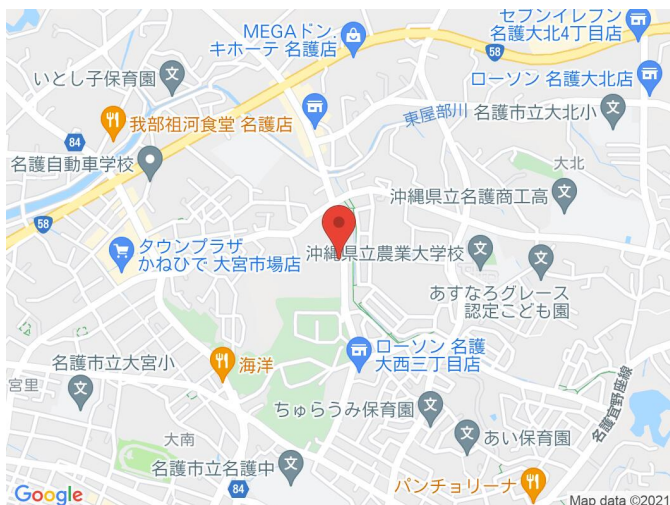 MEGAドン.
キホーテ 名護店
セブンイレブン
名護大北4丁目店
58
いとし子保育園
ローソン 名護大北店
東屋部川
名護市立大北小
我部祖河食堂 名護店
84
名護自動車学校
大北
沖縄県立名護商工高
58
タウンプラザ
かねひで 大宮市場店
沖縄県立農業大学校
あすなろグレース
認定こども園
ローソン 名護
大西三丁目店
名護市立大宮小
海洋
宮里
ちゅらうみ保育園
名護宜野座線
大南
あい保育園
名護市立名護中
84
パンチョリーナ
Google
Map data ©2021